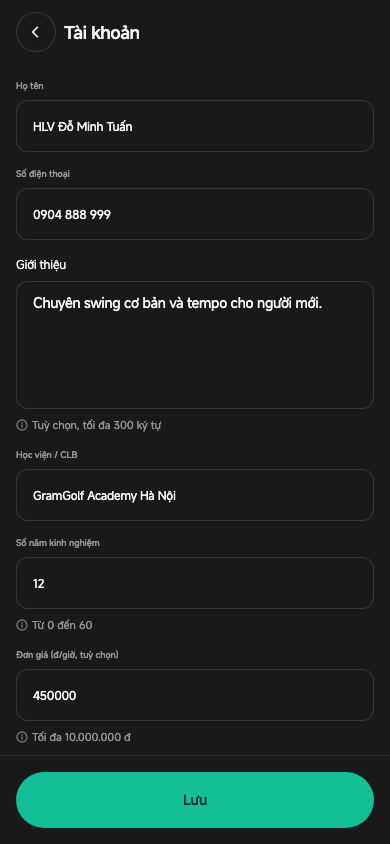 Tài khoản
Họ tên
HLV Đỗ Minh Tuấn
Số điện thoại
0904 888 999
Giới thiệu
Chuyên swing cơ bản và tempo cho người mới.
Tuỳ chọn, tối đa 300 ký tự
Học viện / CLB
GramGolf Academy Hà Nội
Số năm kinh nghiệm
12
Từ 0 đến 60
Đơn giá (đ/giờ, tuỳ chọn)
450000
Tối đa 10.000.000 đ
Lưu